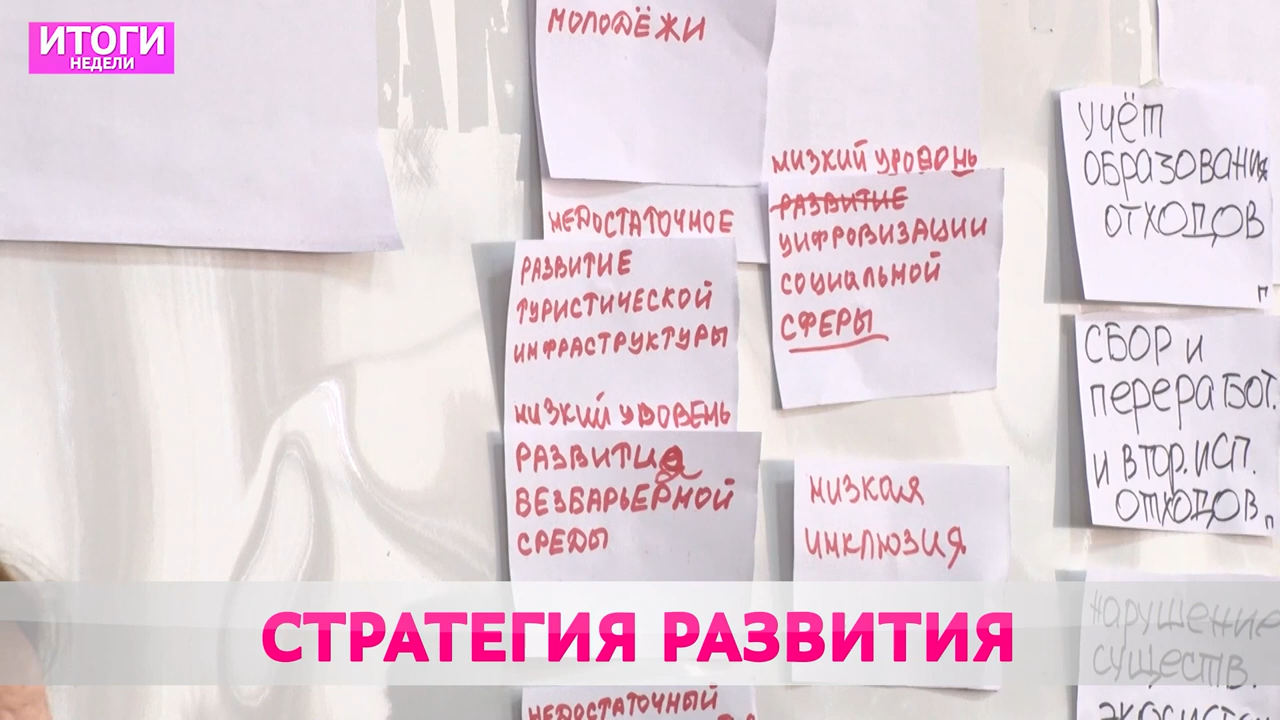 ИТОГИ
НЕДЕЛИ
МОЛОДЁЖИ
НЕДОСТАТОЧНОЕ
РАЗВИТИЕ
ТУРИСТИЧЕСКОЙ
ИНФРАСТРУКТУРЫ
НИЗКИЙ УРОВЕНЬ
РАЗВИТИЯ
БЕЗБАРЬЕРНОЙ
СРЕДЫ
НЕДОСТАТОЧНЫЙ
НИЗКИЙ УРОВЕНЬ
РАЗВИТИЕ
ЦИФРОВИЗАЦИИ
СОЦИАЛЬНОЙ
СФЕРЫ
НИЗКАЯ
ИНКЛЮЗИЯ
УЧЁТ
ОБРАЗОВАНИЯ
ОТХОДОВ
П
СБОР И
ПЕРЕРАБОТ.
И ВТОР. ИСП.
ОТХОДОВ
П
НАРУШЕНИЕ
СУЩЕСТВ.
СТРАТЕГИЯ РАЗВИТИЯ